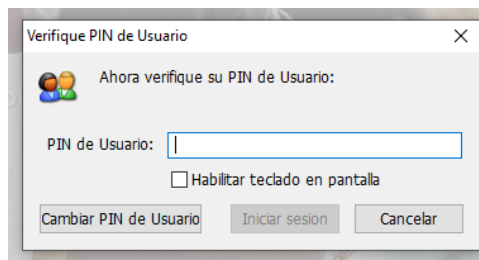 Verifique PIN de Usuario
Ahora verifique su PIN de Usuario:
PIN de Usuario:
Habilitar teclado en pantalla
Cambiar PIN de Usuario Iniciar sesion Cancelar